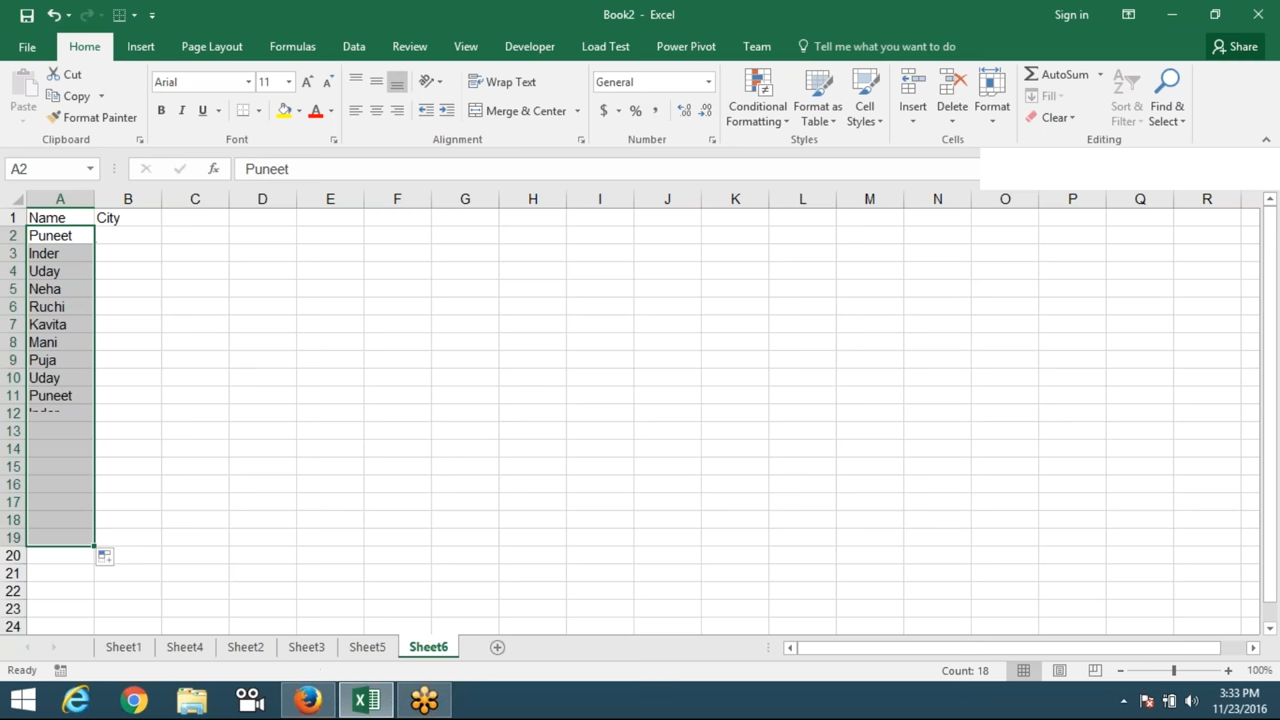 Book2 - Excel
Sign in
File Home Insert Page Layout Formulas Data Review View Developer Load Test Power Pivot Team Tell me what you want to do Share
Paste
Cut
Copy
Format Painter
Clipboard
Arial 11
B I U
A A
Font
Wrap Text
Merge & Center
Alignment
General
$ % ,
Number
Conditional Formatting
Format as Table
Cell Styles
Styles
Insert
Delete
Format
Cells
AutoSum
Fill
Clear
Sort & Filter
Find & Select
Editing
A2 fx Puneet
A B C D E F G H I J K L M N O P Q R
1 Name City
2 Puneet
3 Inder
4 Uday
5 Neha
6 Ruchi
7 Kavita
8 Mani
9 Puja
10 Uday
11 Puneet
12
13
14
15
16
17
18
19
20
21
22
23
24
Sheet1 Sheet4 Sheet2 Sheet3 Sheet5 Sheet6
Ready Count: 18 100%
3:33 PM
11/23/2016